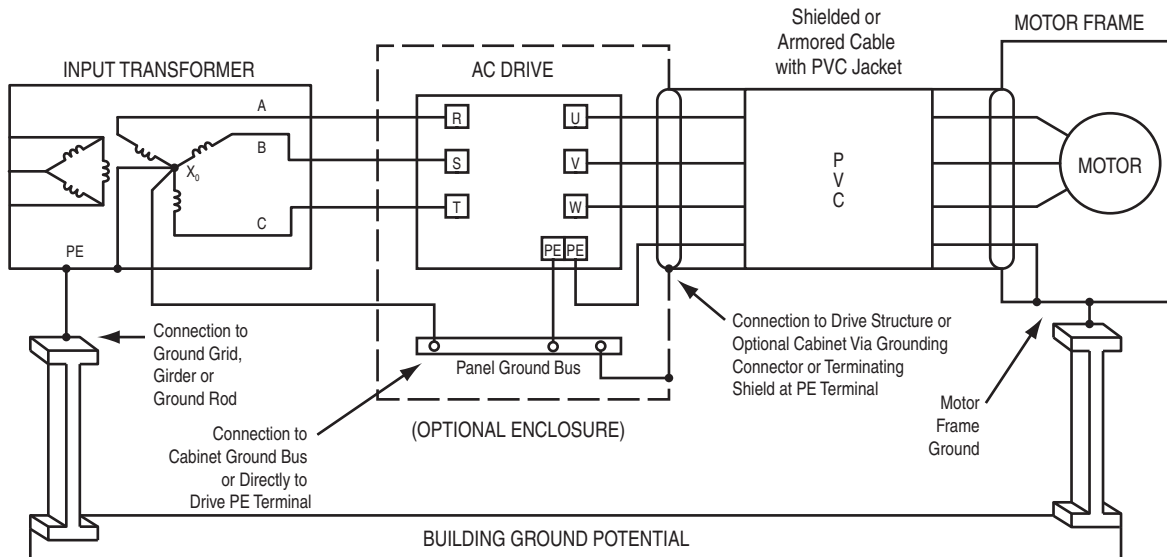 Shielded or
Armored Cable
with PVC Jacket
MOTOR FRAME
INPUT TRANSFORMER
AC DRIVE
A
R
U
B
S
V
X0
C
T
W
PE
PE PE
P
V
C
MOTOR
Connection to
Ground Grid,
Girder or
Ground Rod
Panel Ground Bus
Connection to Drive Structure or
Optional Cabinet Via Grounding
Connector or Terminating
Shield at PE Terminal
(OPTIONAL ENCLOSURE)
Connection to
Cabinet Ground Bus
or Directly to
Drive PE Terminal
Motor
Frame
Ground
BUILDING GROUND POTENTIAL